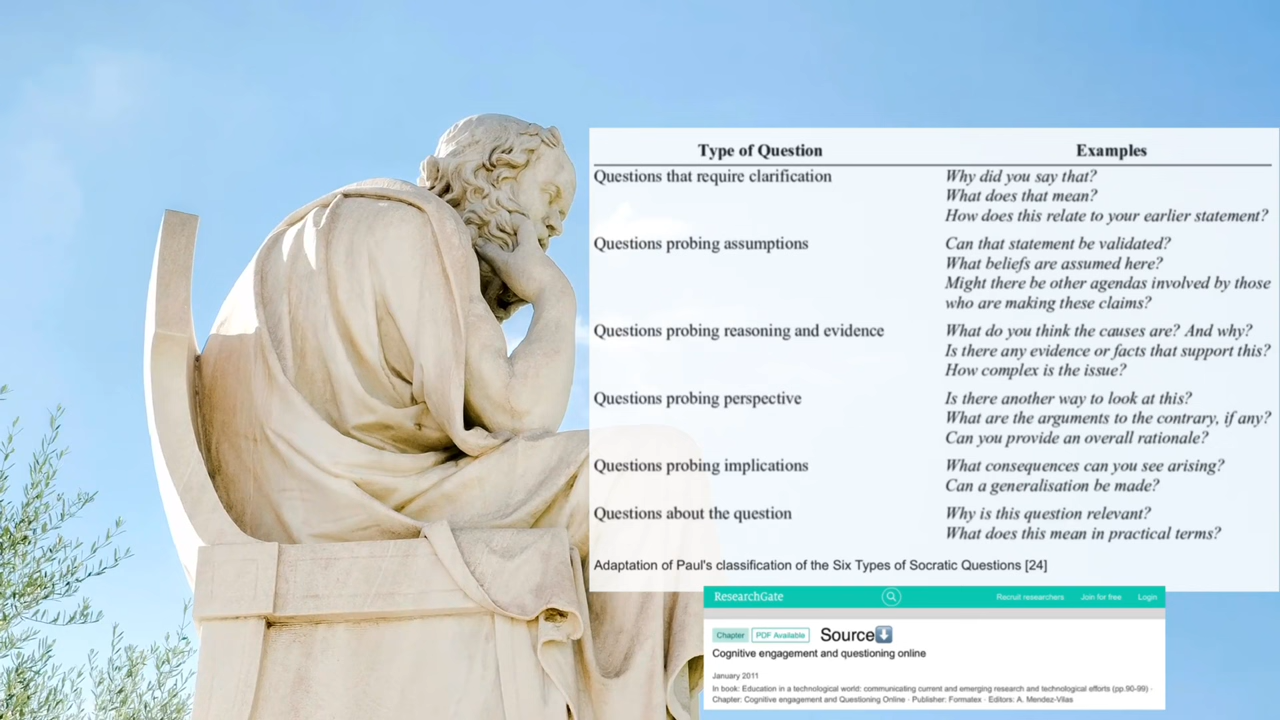 Type of Question Examples
Questions that require clarification Why did you say that?
What does that mean?
How does this relate to your earlier statement?
Questions probing assumptions Can that statement be validated?
What beliefs are assumed here?
Might there be other agendas involved by those
who are making these claims?
Questions probing reasoning and evidence What do you think the causes are? And why?
Is there any evidence or facts that support this?
How complex is the issue?
Questions probing perspective Is there another way to look at this?
What are the arguments to the contrary, if any?
Can you provide an overall rationale?
Questions probing implications What consequences can you see arising?
Can a generalisation be made?
Questions about the question Why is this question relevant?
What does this mean in practical terms?
Adaptation of Paul's classification of the Six Types of Socratic Questions [24]
ResearchGate Recruit researchers Join for free Login
Chapter PDF Available Source⬇️
Cognitive engagement and questioning online
January 2011
In book: Education in a technological world: communicating current and emerging research and technological efforts (pp.90-99) ·
Chapter: Cognitive engagement and Questioning Online · Publisher: Formatex · Editors: A. Mendez-Vilas